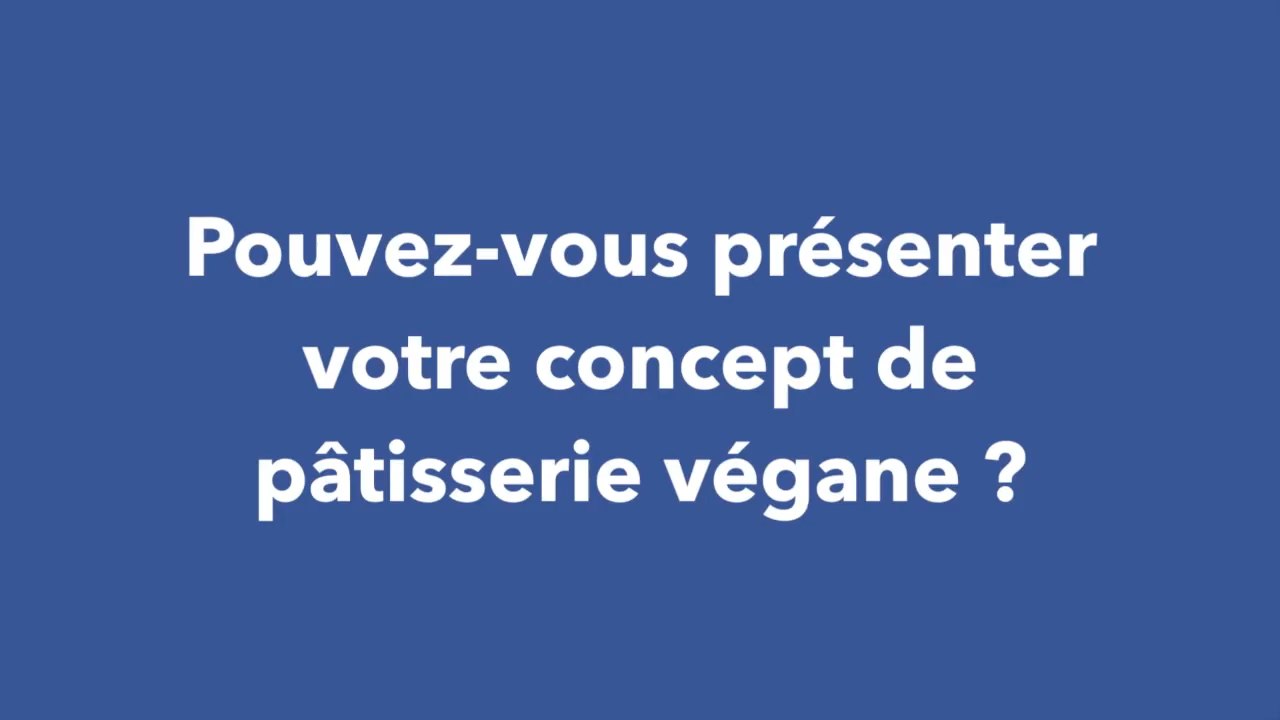 Pouvez-vous présenter
votre concept de
pâtisserie végane ?